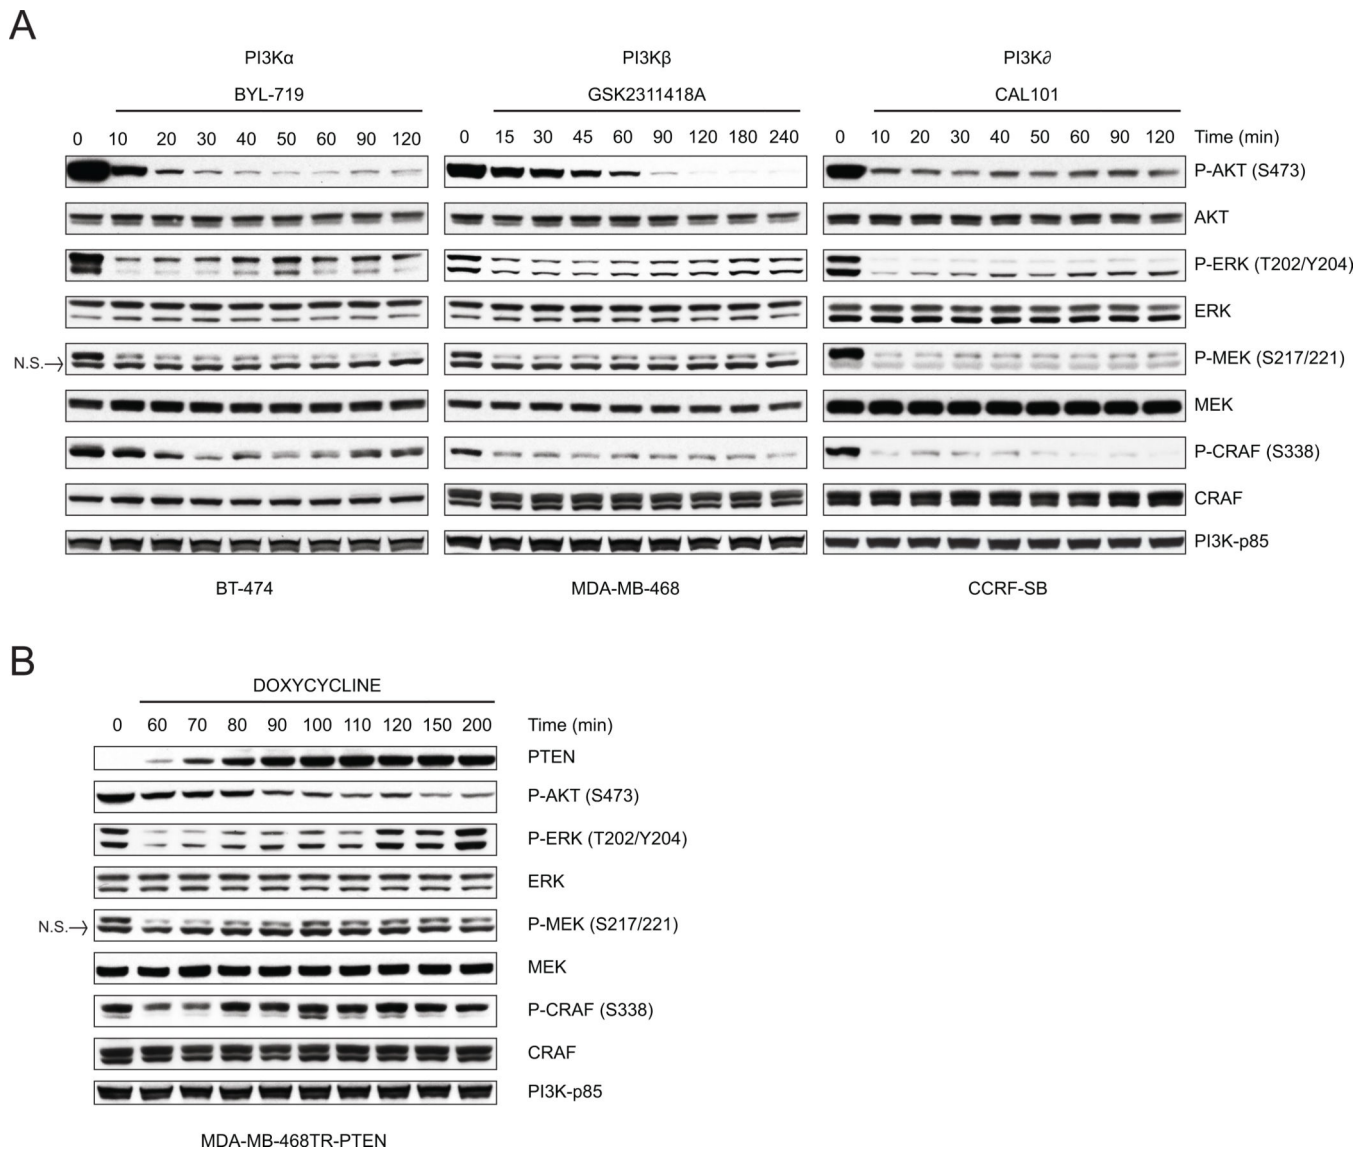 A
PI3Kα PI3Kβ PI3K∂
BYL-719 GSK2311418A CAL101
0 10 20 30 40 50 60 90 120 0 15 30 45 60 90 120 180 240 0 10 20 30 40 50 60 90 120 Time (min)
P-AKT (S473)
AKT
P-ERK (T202/Y204)
ERK
N.S. P-MEK (S217/221)
MEK
P-CRAF (S338)
CRAF
PI3K-p85
BT-474 MDA-MB-468 CCRF-SB
B
DOXYCYCLINE
0 60 70 80 90 100 110 120 150 200 Time (min)
PTEN
P-AKT (S473)
P-ERK (T202/Y204)
ERK
N.S. P-MEK (S217/221)
MEK
P-CRAF (S338)
CRAF
PI3K-p85
MDA-MB-468TR-PTEN